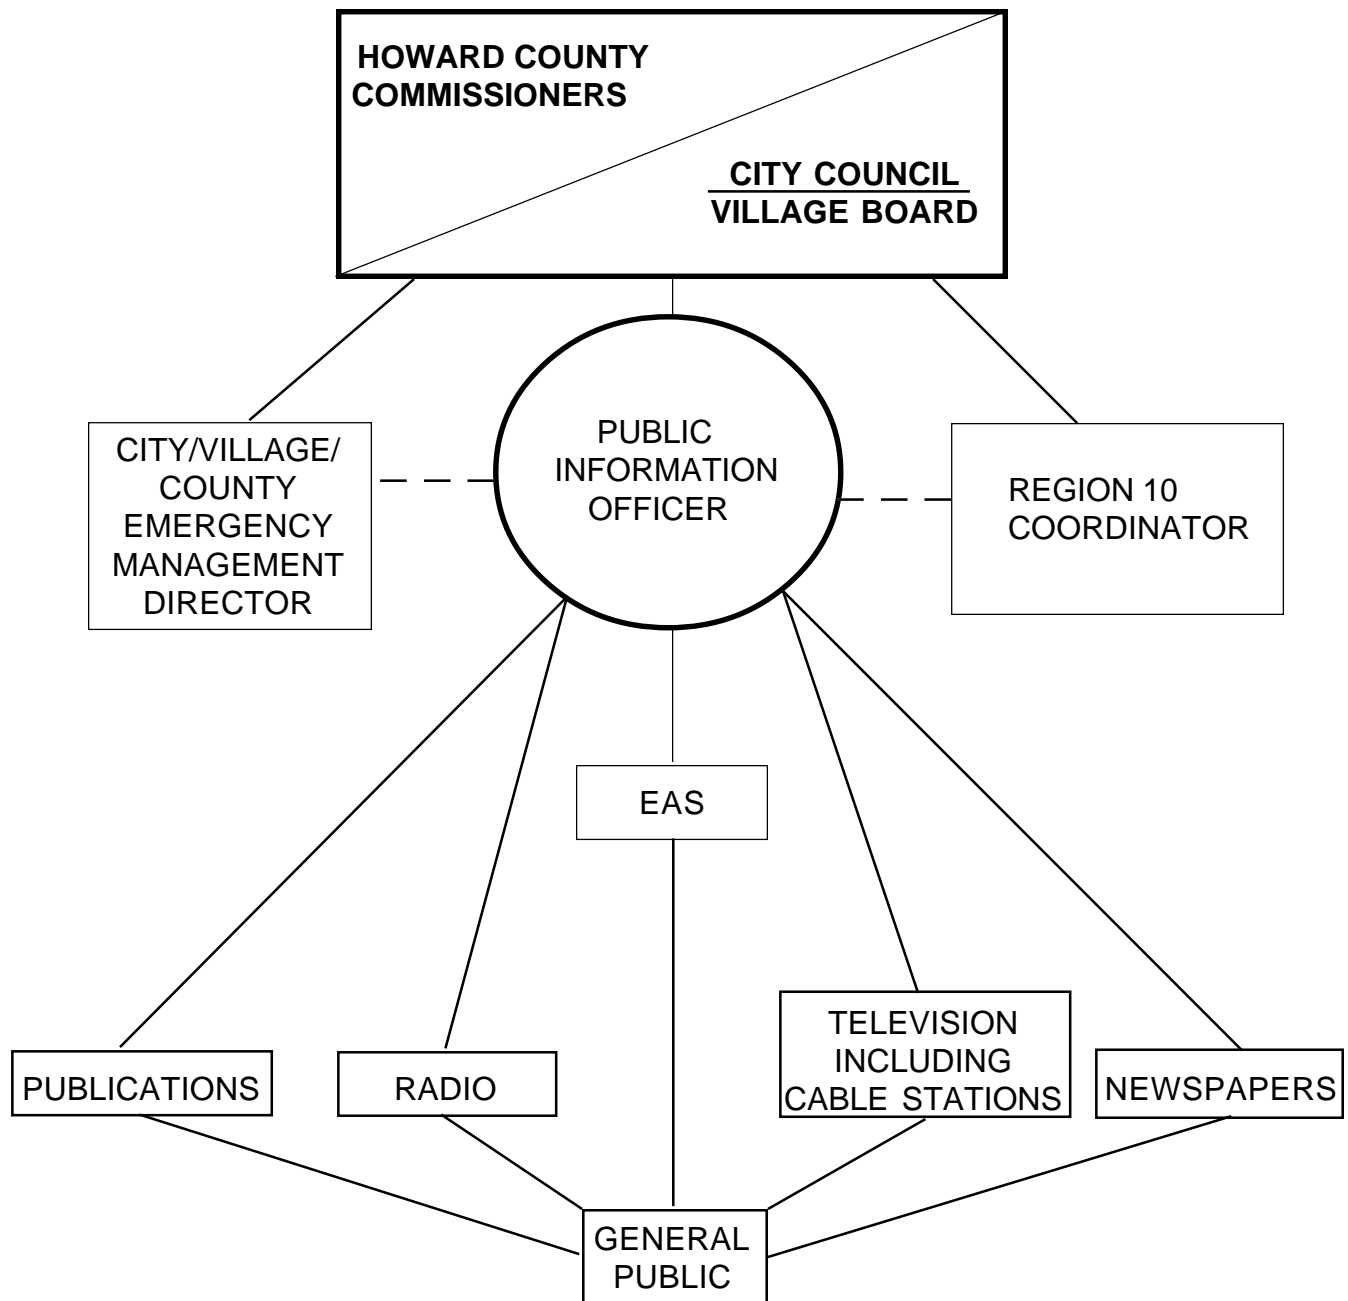 HOWARD COUNTY
COMMISSIONERS
CITY COUNCIL
VILLAGE BOARD
CITY/VILLAGE/
COUNTY
EMERGENCY
MANAGEMENT
DIRECTOR
PUBLIC
INFORMATION
OFFICER
REGION 10
COORDINATOR
EAS
PUBLICATIONS
RADIO
TELEVISION
INCLUDING
CABLE STATIONS
NEWSPAPERS
GENERAL
PUBLIC